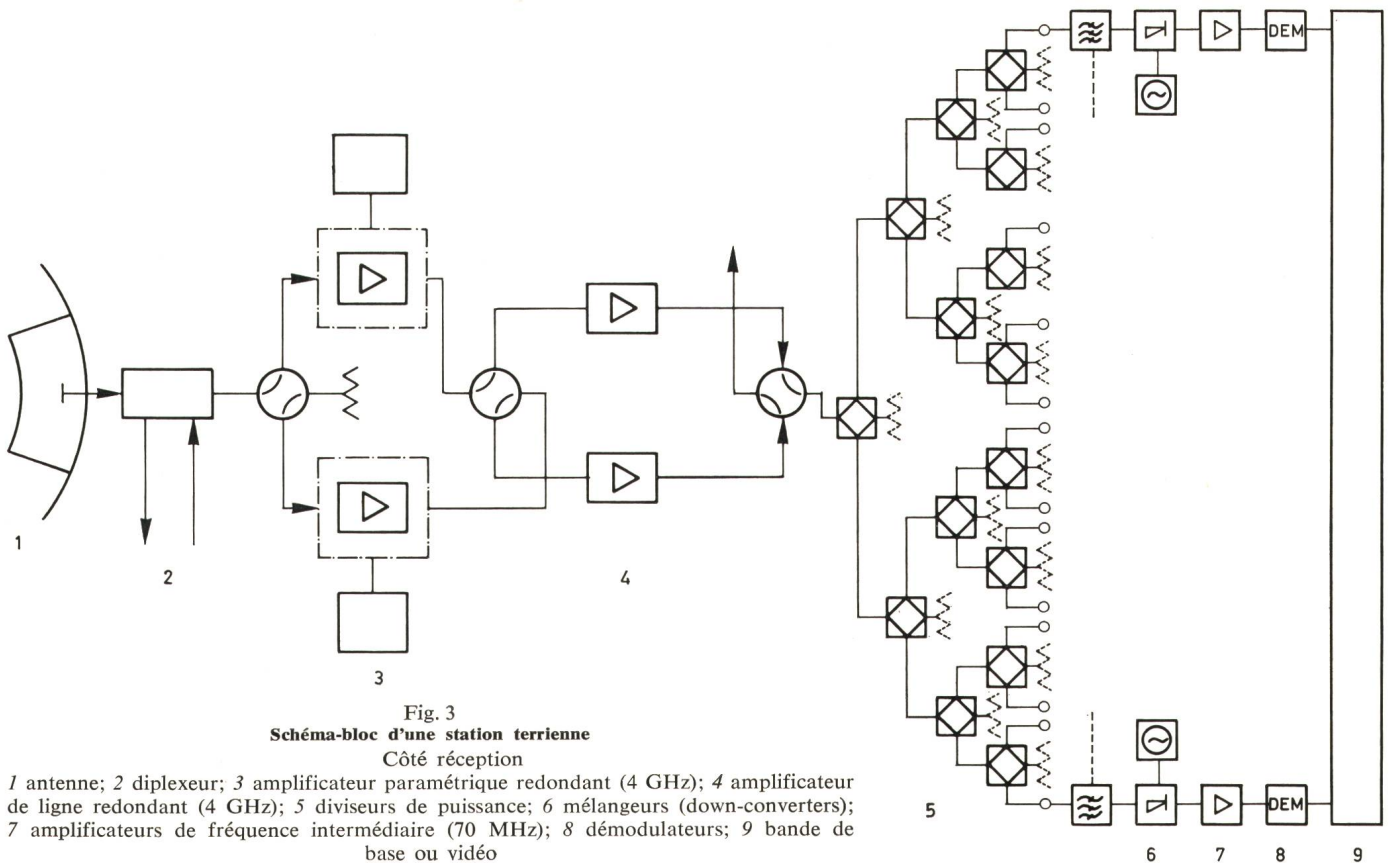 DEM
1
2
3
4
5
DEM
6
7
8
9
Fig. 3
Schéma-bloc d'une station terrienne
Côté réception
1 antenne; 2 diplexeur; 3 amplificateur paramétrique redondant (4 GHz); 4 amplificateur
de ligne redondant (4 GHz); 5 diviseurs de puissance; 6 mélangeurs (down-converters);
7 amplificateurs de fréquence intermédiaire (70 MHz); 8 démodulateurs; 9 bande de
base ou vidéo